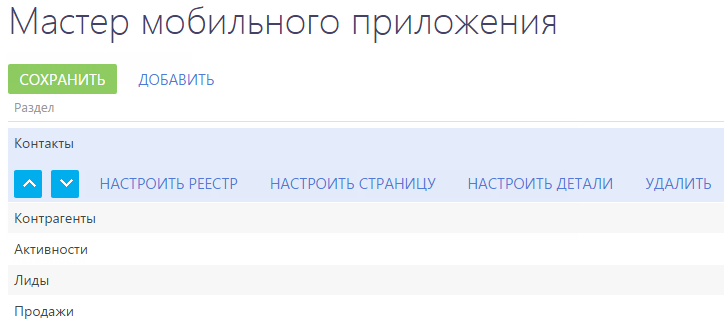 Мастер мобильного приложения
СОХРАНИТЬ ДОБАВИТЬ
Раздел
Контакты
НАСТРОИТЬ РЕЕСТР НАСТРОИТЬ СТРАНИЦУ НАСТРОИТЬ ДЕТАЛИ УДАЛИТЬ
Контрагенты
Активности
Лиды
Продажи